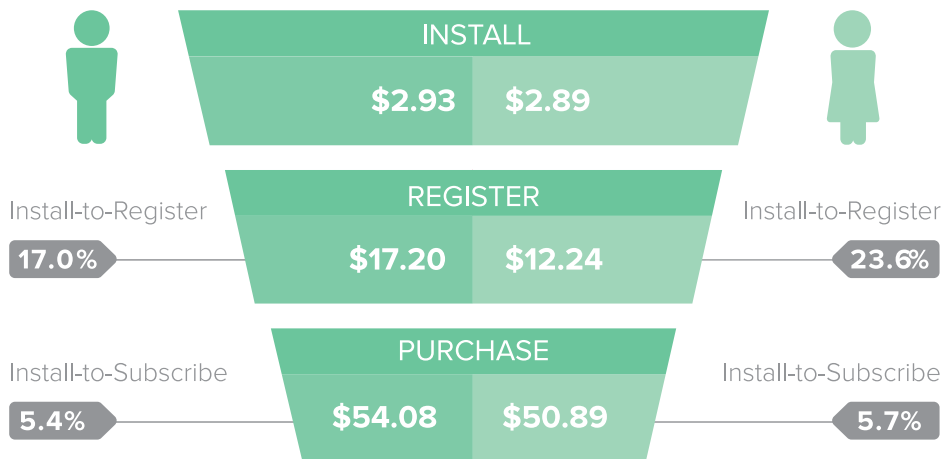 INSTALL
$2.93 $2.89
REGISTER
Install-to-Register Install-to-Register
17.0% $17.20 $12.24 23.6%
PURCHASE
Install-to-Subscribe Install-to-Subscribe
5.4% $54.08 $50.89 5.7%